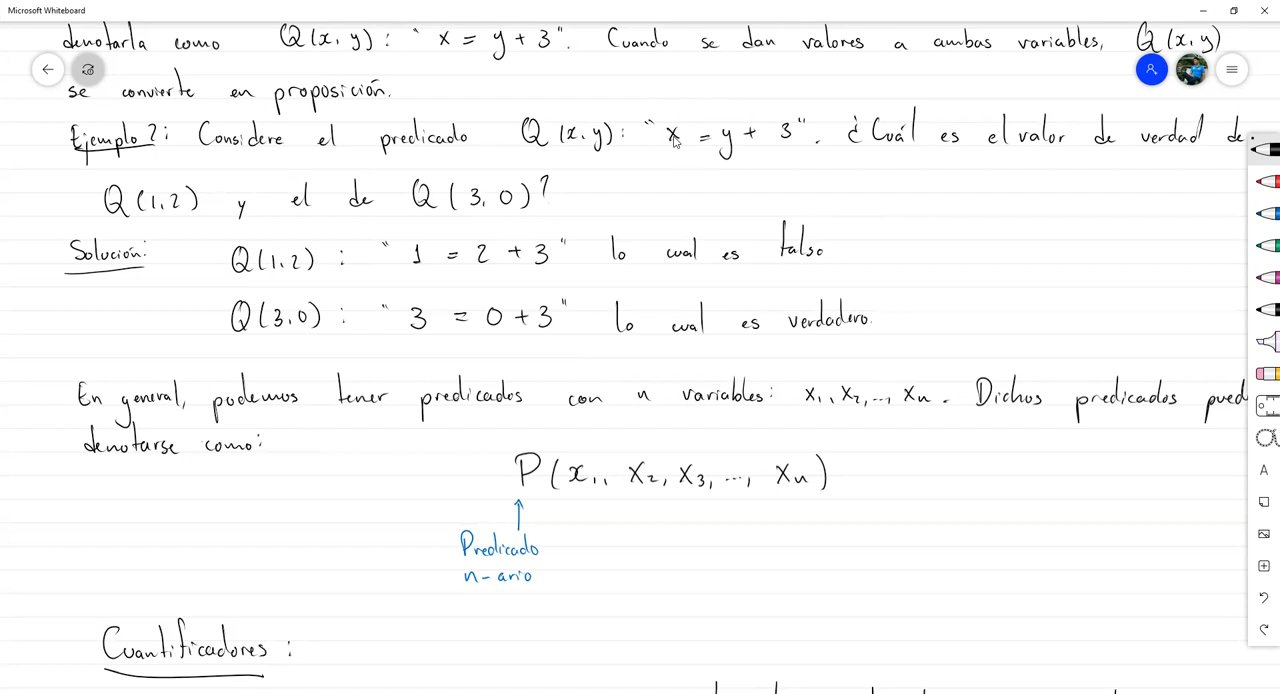 Microsoft Whiteboard
denotarla como Q(x,y): "x = y + 3". Cuando se dan valores a ambas variables, Q(x,y)
se convierte en proposición.
Ejemplo 2: Considere el predicado Q(x,y): "x = y + 3". ¿Cuál es el valor de verdad de
Q(1,2) y el de Q(3,0)?
Solución: Q(1,2): "1 = 2 + 3" lo cual es falso
Q(3,0): "3 = 0 + 3" lo cual es verdadero.
En general, podemos tener predicados con n variables: x₁, x₂, ..., xₙ. Dichos predicados pued
denotarse como:
P(x₁, x₂, x₃, ..., xₙ)
↑
Predicado
n-ario
Cuantificadores: